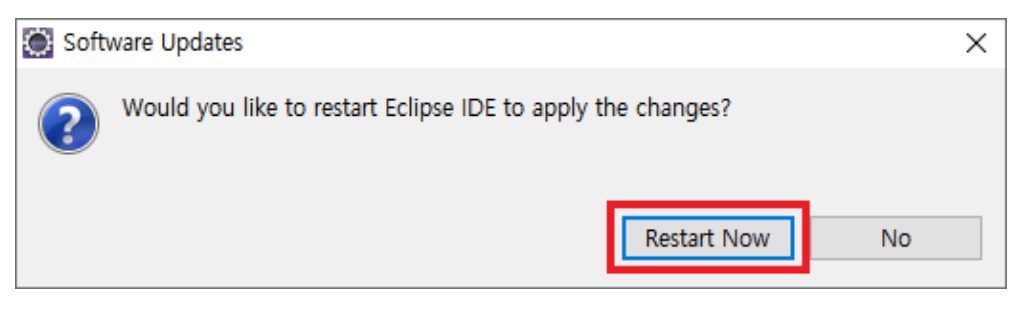 Software Updates
Would you like to restart Eclipse IDE to apply the changes?
Restart Now
No